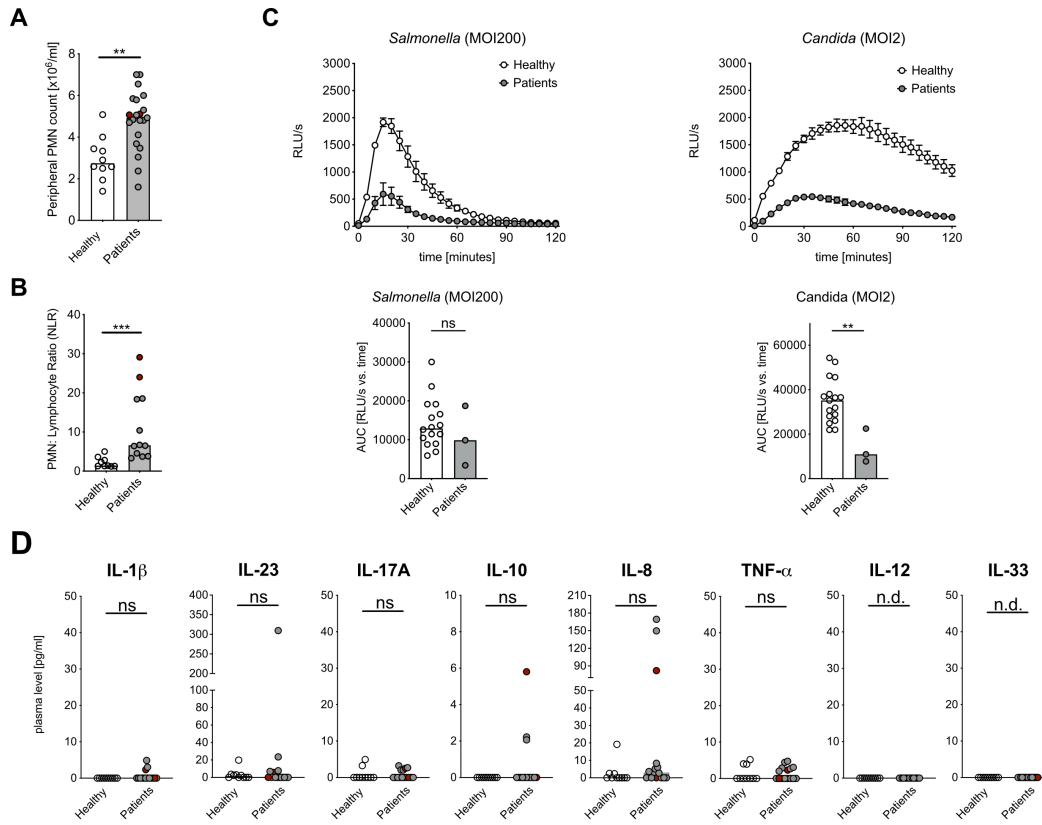 A
Peripheral PMN count [x10⁶/ml]
8
6
4
2
0
**
Healthy
Patients
B
PMN: Lymphocyte Ratio (NLR)
40
30
20
10
0
***
Healthy
Patients
C
Salmonella (MOI200)
RLU/s
3000
2500
2000
1500
1000
500
0
Healthy
Patients
0 30 60 90 120
time [minutes]
Candida (MOI2)
RLU/s
3000
2500
2000
1500
1000
500
0
Healthy
Patients
0 30 60 90 120
time [minutes]
Salmonella (MOI200)
AUC [RLU/s vs. time]
40000
30000
20000
10000
0
ns
Healthy
Patients
Candida (MOI2)
AUC [RLU/s vs. time]
60000
40000
20000
0
**
Healthy
Patients
D
plasma level [pg/ml]
IL-1β
ns
50
40
30
20
10
0
Healthy
Patients
IL-23
ns
400
350
300
250
200
100
80
60
40
20
0
Healthy
Patients
IL-17A
ns
50
40
30
20
10
0
Healthy
Patients
IL-10
ns
10
8
6
4
2
0
Healthy
Patients
IL-8
ns
210
180
150
120
90
50
40
30
20
10
0
Healthy
Patients
TNF-α
ns
50
40
30
20
10
0
Healthy
Patients
IL-12
n.d.
50
40
30
20
10
0
Healthy
Patients
IL-33
n.d.
50
40
30
20
10
0
Healthy
Patients